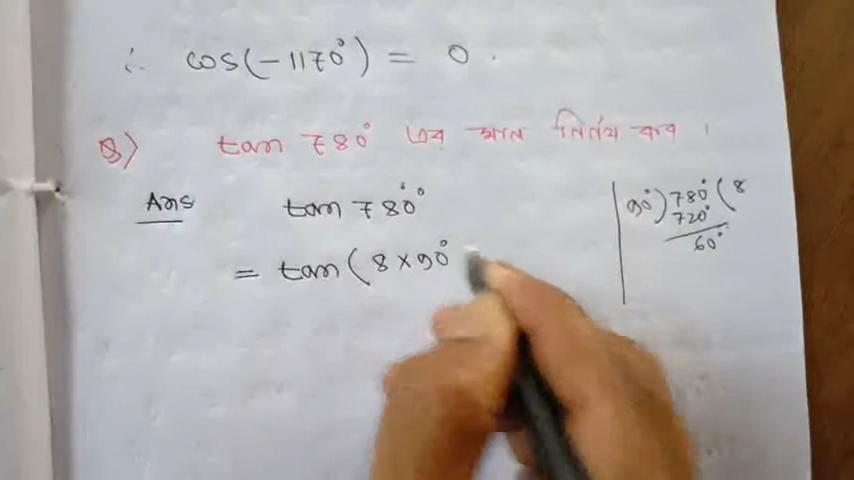 ∴ cos(-1170°) = 0.
Q) tan 780° এর মান নির্ণয় কর ।
Ans tan 780°
= tan(8×90°
90°)780°(8
720°
60°